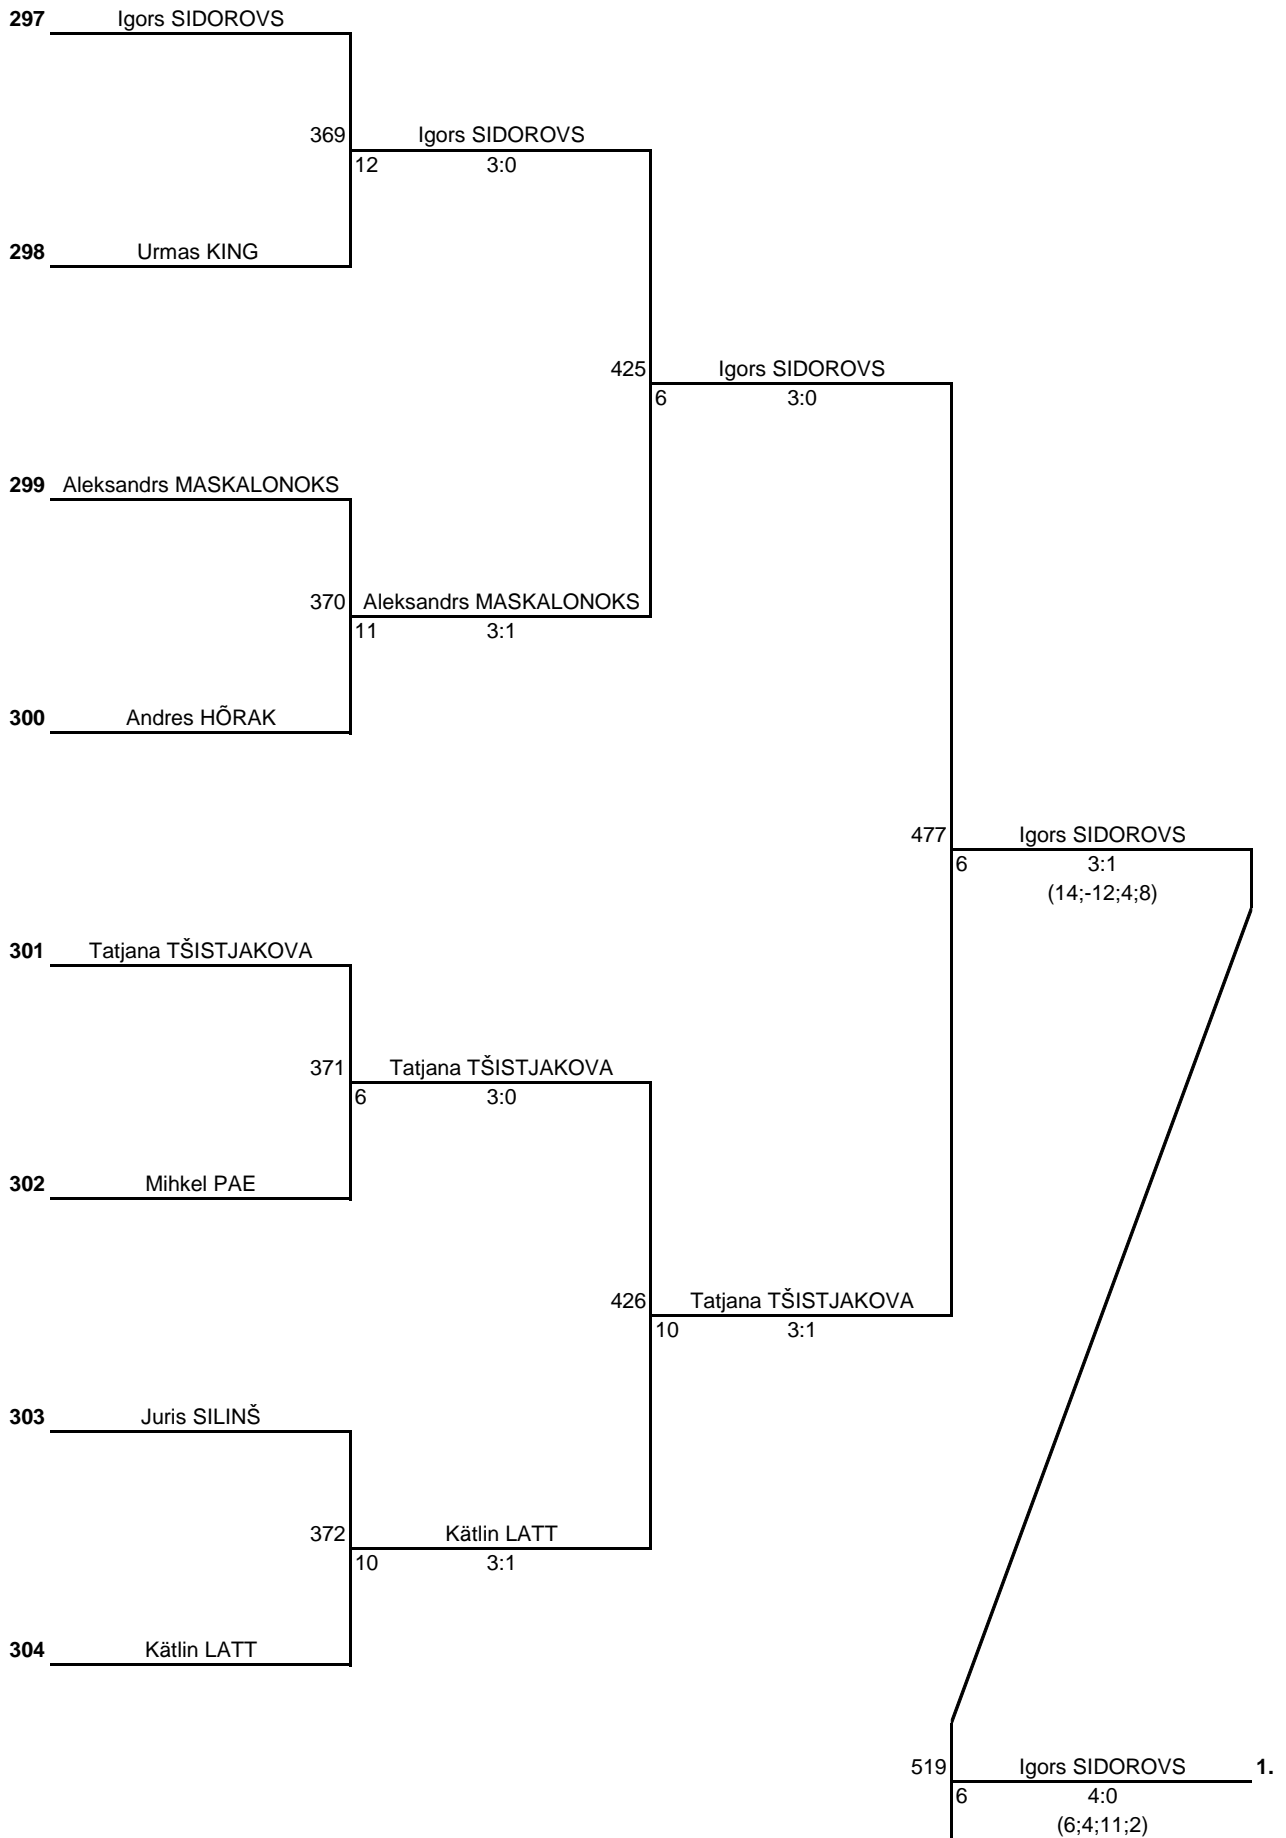 297 Igors SIDOROVS
369 Igors SIDOROVS
12 3:0
298 Urmas KING
425 Igors SIDOROVS
6 3:0
299 Aleksandrs MASKALONOKS
370 Aleksandrs MASKALONOKS
11 3:1
300 Andres HÕRAK
477 Igors SIDOROVS
6 3:1
(14;-12;4;8)
301 Tatjana TŠISTJAKOVA
371 Tatjana TŠISTJAKOVA
6 3:0
302 Mihkel PAE
426 Tatjana TŠISTJAKOVA
10 3:1
303 Juris SILINŠ
372 Kätlin LATT
10 3:1
304 Kätlin LATT
519 Igors SIDOROVS 1.
6 4:0
(6;4;11;2)